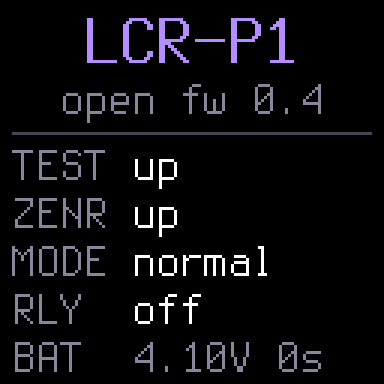 LCR-P1
open fw 0.4
TEST up
ZENR up
MODE normal
RLY off
BAT 4.10V 0s